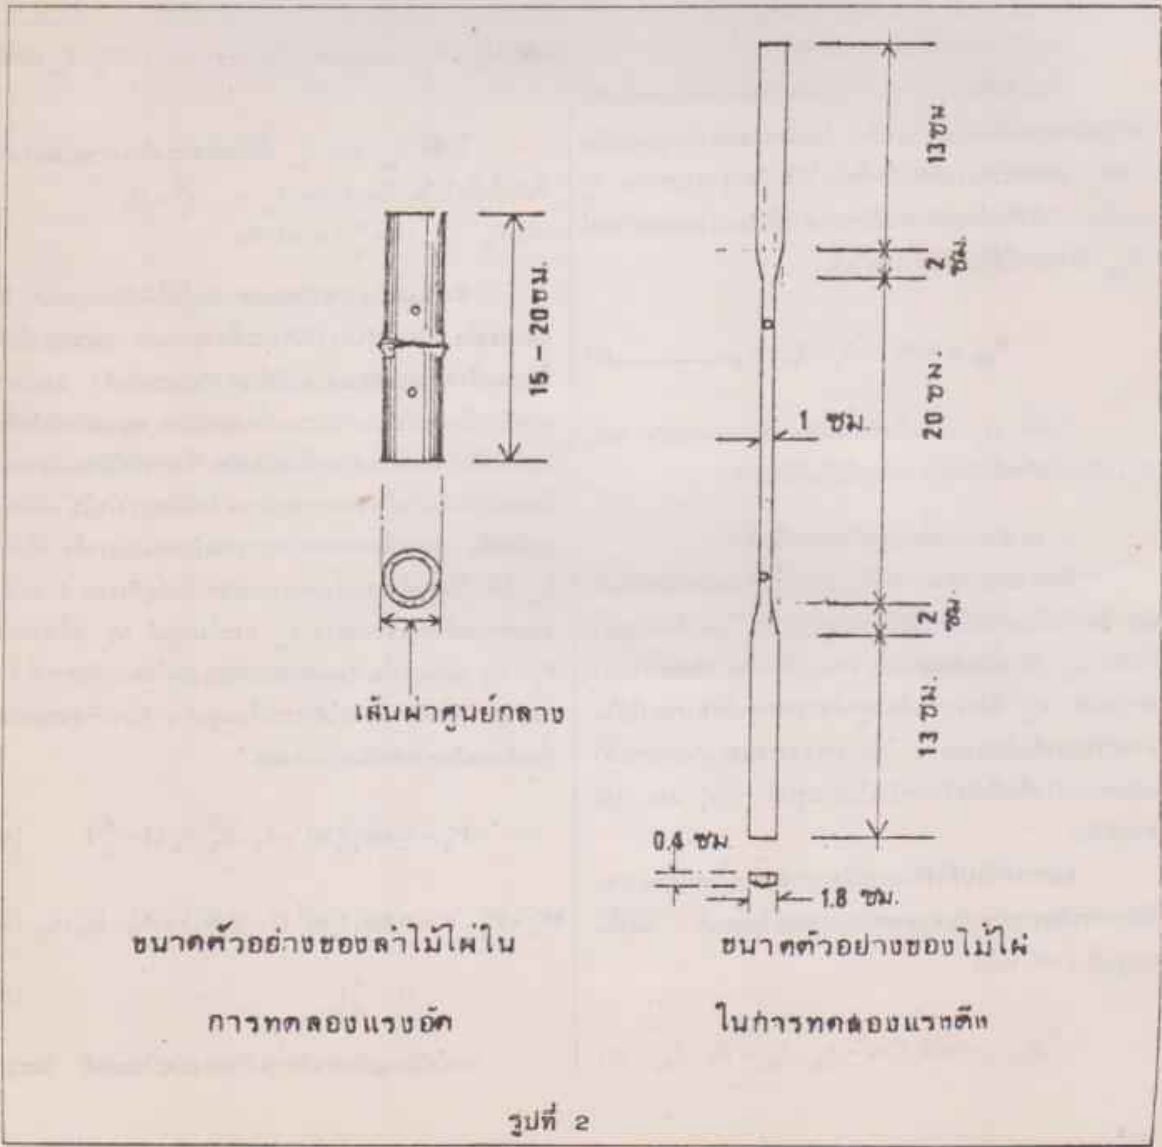 15 - 20 ซม.
เส้นผ่าศูนย์กลาง
ขนาดตัวอย่างของลำไม้ไผ่ใน
การทดลองแรงอัด
13 ซม
2 ซม.
20 ซม.
1 ซม.
2 ซม.
13 ซม.
0.4 ซม
1.8 ซม.
ขนาดตัวอย่างของไม้ไผ่
ในการทดลองแรงดึง
รูปที่ 2